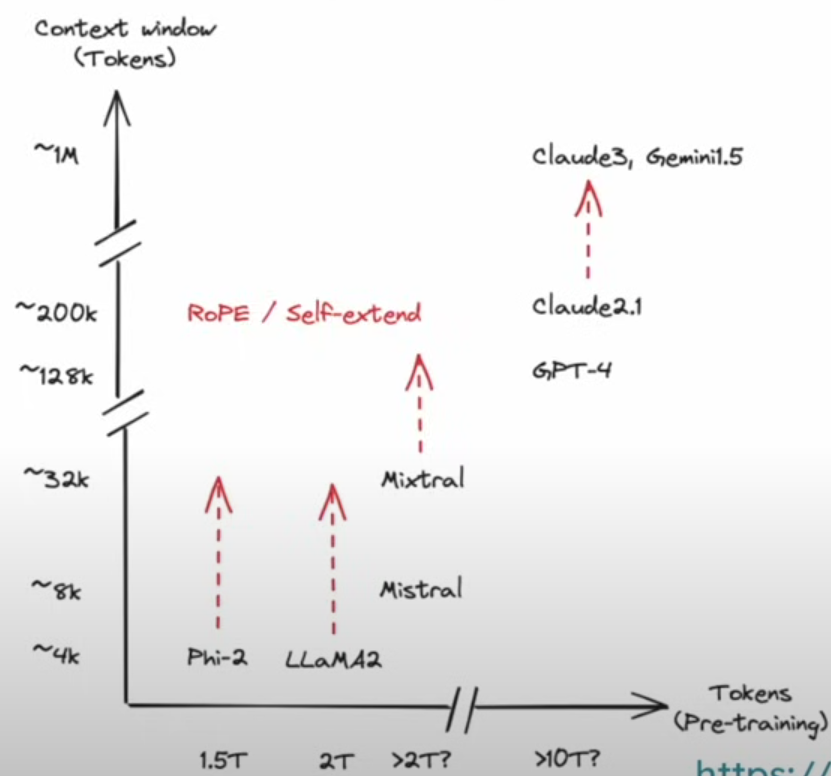 Context window
(Tokens)
~1M
Claude3, Gemini1.5
~200k
RoPE / Self-extend
Claude2.1
~128k
GPT-4
~32k
Mixtral
~8k
Mistral
~4k
Phi-2
LLaMA2
Tokens
(Pre-training)
1.5T
2T
>2T?
>10T?
https://